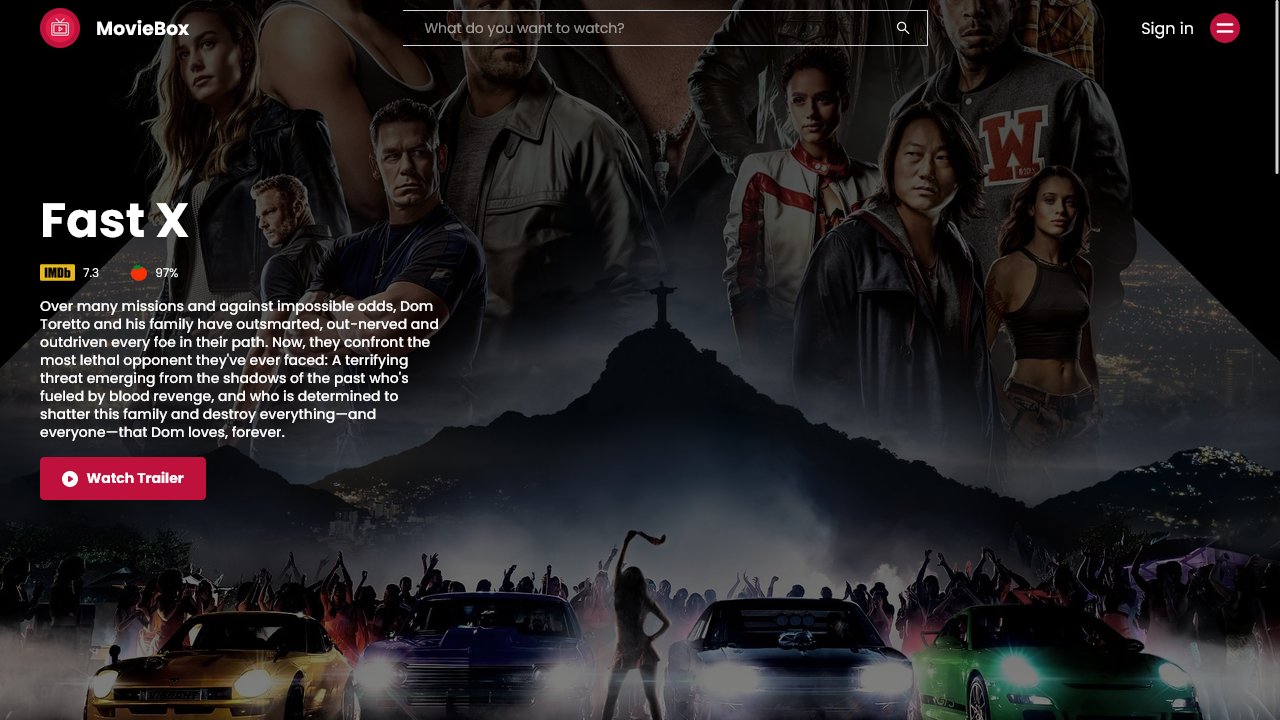 MovieBox
What do you want to watch?
Sign in
W
Fast X
IMDb 7.3 97%
Over many missions and against impossible odds, Dom
Toretto and his family have outsmarted, out-nerved and
outdriven every foe in their path. Now, they confront the
most lethal opponent they've ever faced: A terrifying
threat emerging from the shadows of the past who's
fueled by blood revenge, and who is determined to
shatter this family and destroy everything—and
everyone—that Dom loves, forever.
Watch Trailer